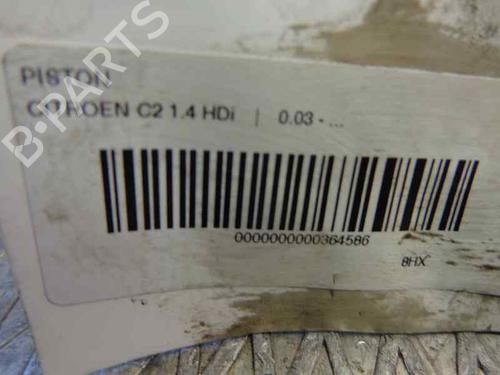 B-PARTS
PISTON
CITROEN C2 1.4 HDi | 0.03 - ...
0000000000364586
8HX